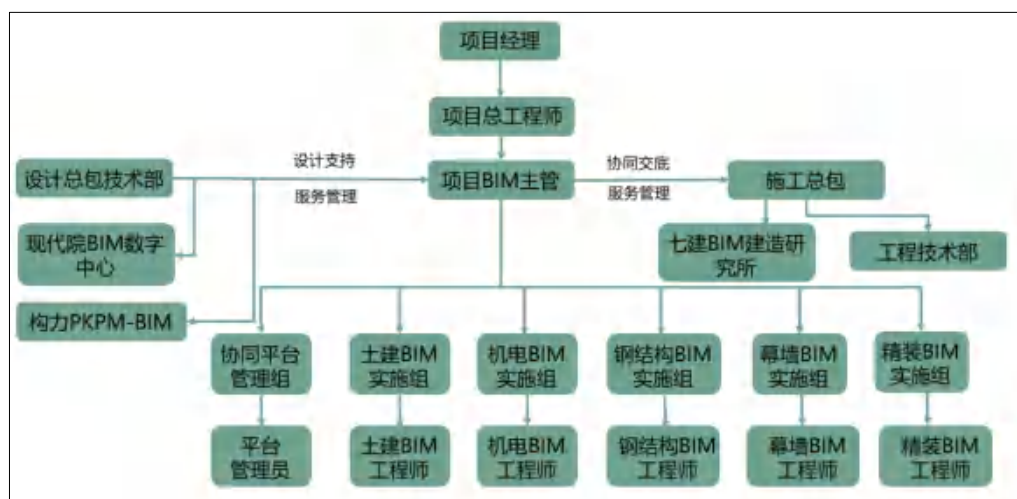 项目经理
项目总工程师
设计支持
协同交底
设计总包技术部
项目BIM主管
施工总包
服务管理
服务管理
现代院BIM数字
中心
七建BIM建造研
究所
工程技术部
构力PKPM-BIM
协同平台
管理组
土建BIM
实施组
机电BIM
实施组
钢结构BIM
实施组
幕墙BIM
实施组
精装BIM
实施组
平台
管理员
土建BIM
工程师
机电BIM
工程师
钢结构BIM
工程师
幕墙BIM
工程师
精装BIM
工程师